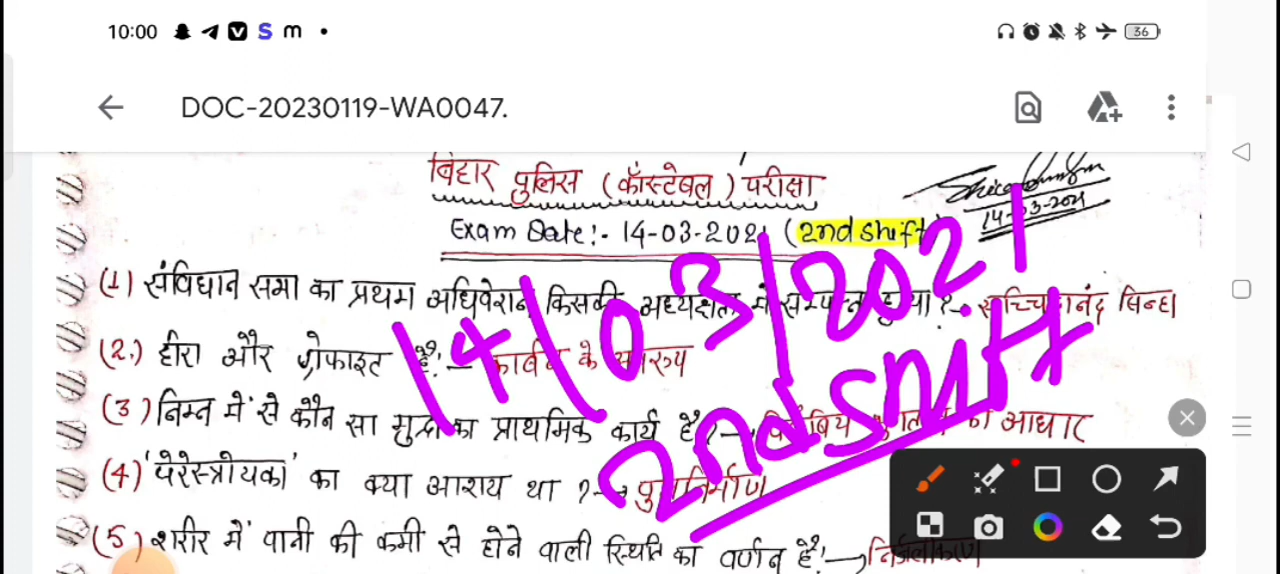 10:00 S m 36
DOC-20230119-WA0047.
बिहार पुलिस (काँस्टेबल) परीक्षा
14-03-2021
Exam Date:- 14-03-2021 (2nd shift)
(1) संविधान सभा का प्रथम अधिवेशन किसकी अध्यक्षता में सम्पन्न हुया?→ सच्चिदानंद सिन्हा
14/03/2021
(2.) हीरा और ग्रेफाइट हैं:— कार्बन के अपरुप
2nd Shift
(3) निम्न में से कौन सा मुद्रा का प्राथमिक कार्य है?→ का आधार
(4) 'पेरेस्त्रोयका' का क्या आशय था ?→ पुनर्निर्माण
(5) शरीर में पानी की कमी से होने वाली स्थिति का वर्णन है:→ निर्जलीकरण